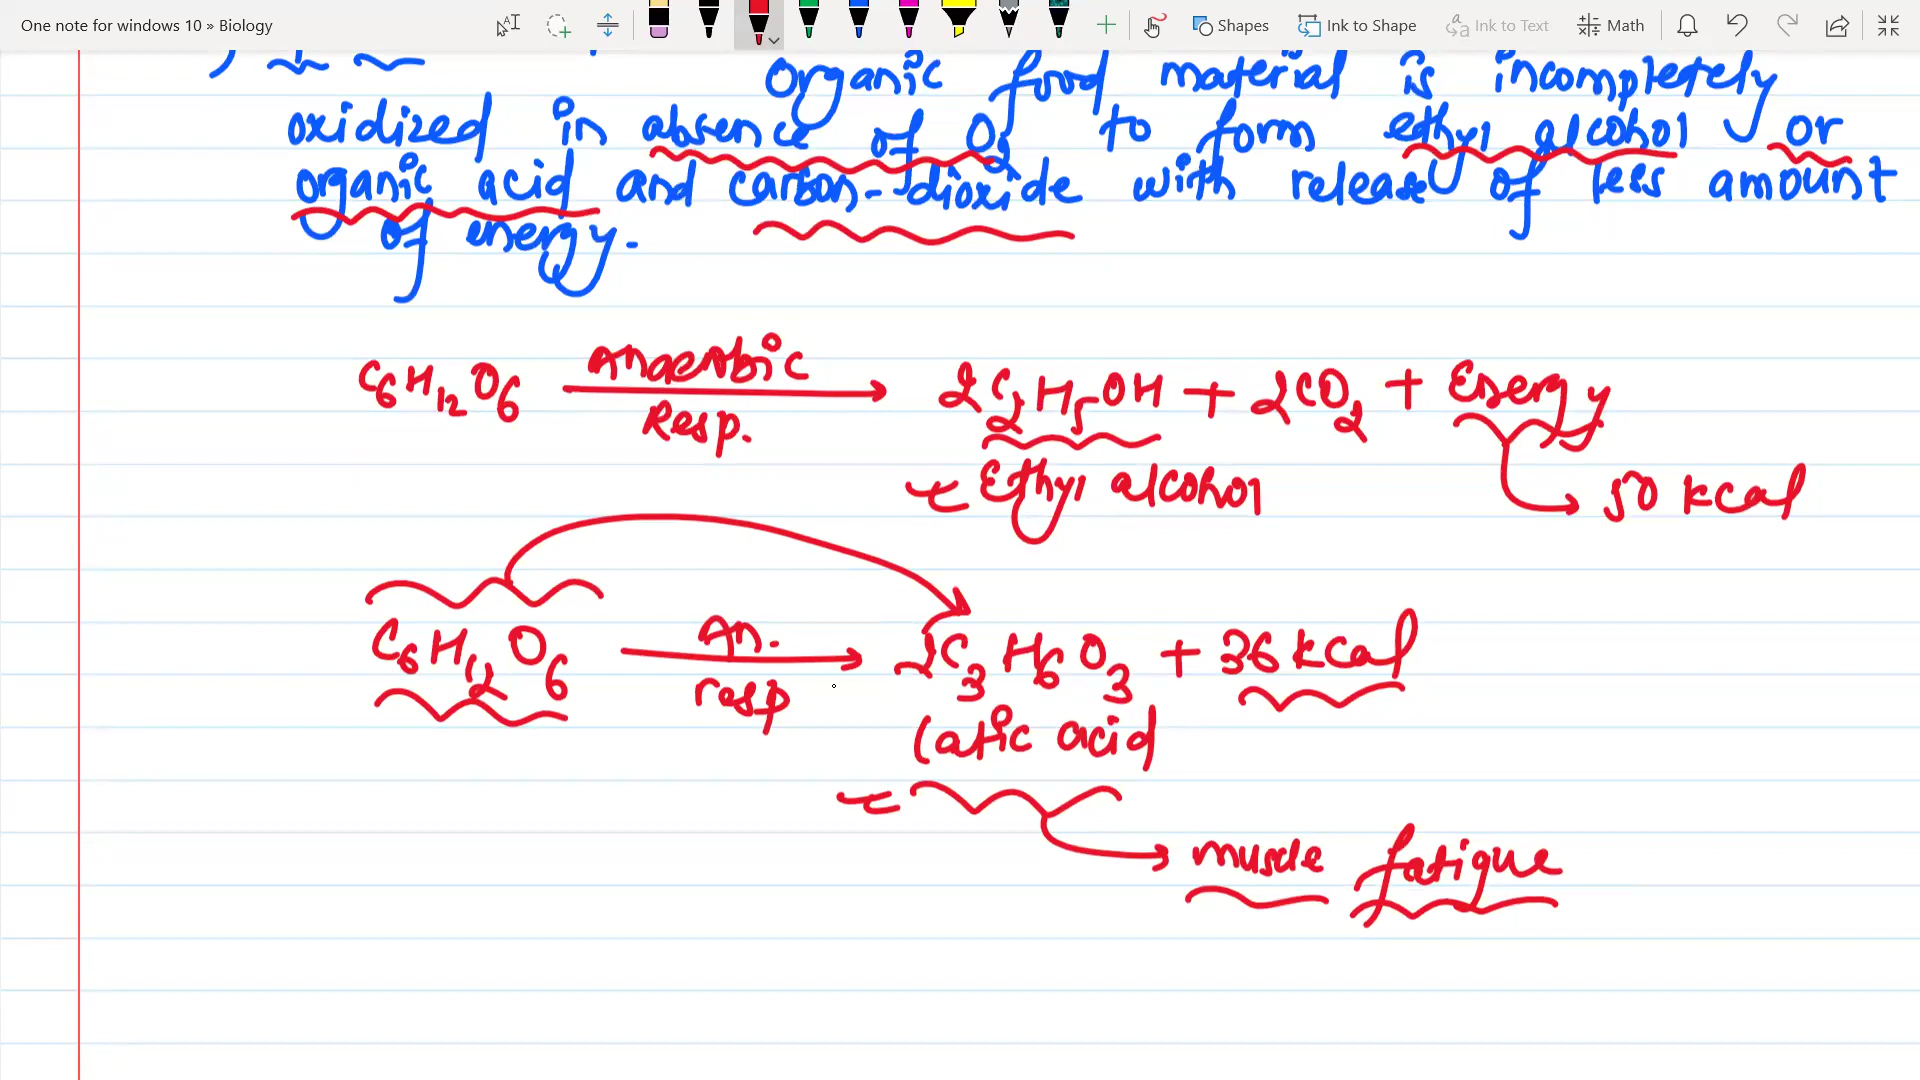 One note for windows 10 » Biology
Shapes Ink to Shape Ink to Text Math
Organic food material is incompletely
oxidized in absence of O2 to form ethyl alcohol or
organic acid and carbon-dioxide with release of less amount
of energy.
C6H12O6 Anaerobic Resp. → 2C2H5OH + 2CO2 + Energy
Ethyl alcohol → 50 kcal
C6H12O6 An. resp → 2C3H6O3 + 36 kcal
Latic acid
→ muscle fatigue